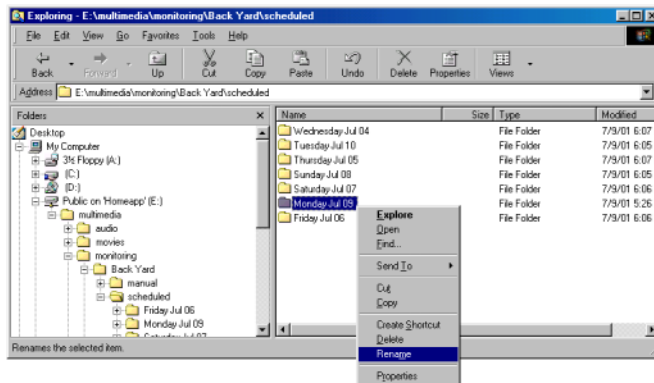 Exploring - E:\multimedia\monitoring\Back Yard\scheduled
File Edit View Go Favorites Tools Help
Back Forward Up Cut Copy Paste Undo Delete Properties Views
Address E:\multimedia\monitoring\Back Yard\scheduled
Folders
Desktop
My Computer
3½ Floppy (A:)
(C:)
(D:)
Public on 'Homeapp' (E:)
multimedia
audio
movies
monitoring
Back Yard
manual
scheduled
Friday Jul 06
Monday Jul 09
Saturday Jul 07
Name Size Type Modified
Wednesday Jul 04 File Folder 7/9/01 6:07
Tuesday Jul 10 File Folder 7/9/01 6:05
Thursday Jul 05 File Folder 7/9/01 6:07
Sunday Jul 08 File Folder 7/9/01 6:05
Saturday Jul 07 File Folder 7/9/01 6:06
Monday Jul 09 File Folder 7/9/01 5:26
Friday Jul 06 File Folder 7/9/01 6:06
Explore
Open
Find...
Send To
Cut
Copy
Create Shortcut
Delete
Rename
Properties
Renames the selected item.